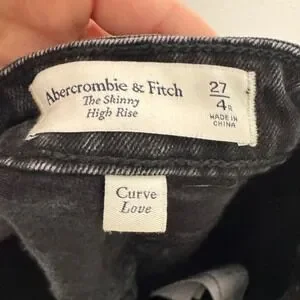 Abercrombie & Fitch
The Skinny
High Rise
27
4R
MADE IN
CHINA
Curve
Love